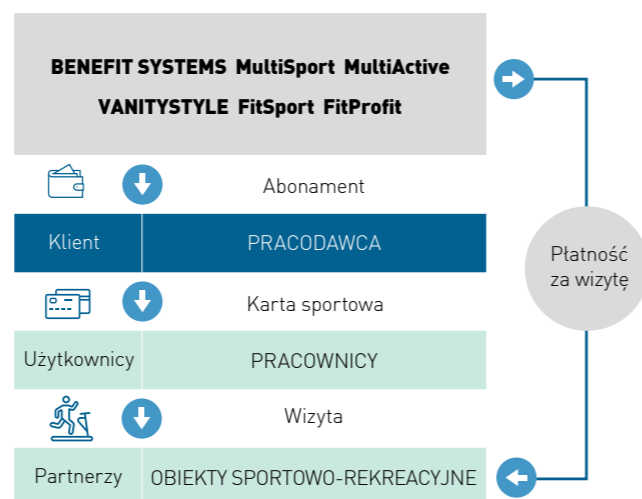 BENEFIT SYSTEMS MultiSport MultiActive
VANITYSTYLE FitSport FitProfit
Abonament
Klient PRACODAWCA
Płatność
za wizytę
Karta sportowa
Użytkownicy PRACOWNICY
Wizyta
Partnerzy OBIEKTY SPORTOWO-REKREACYJNE